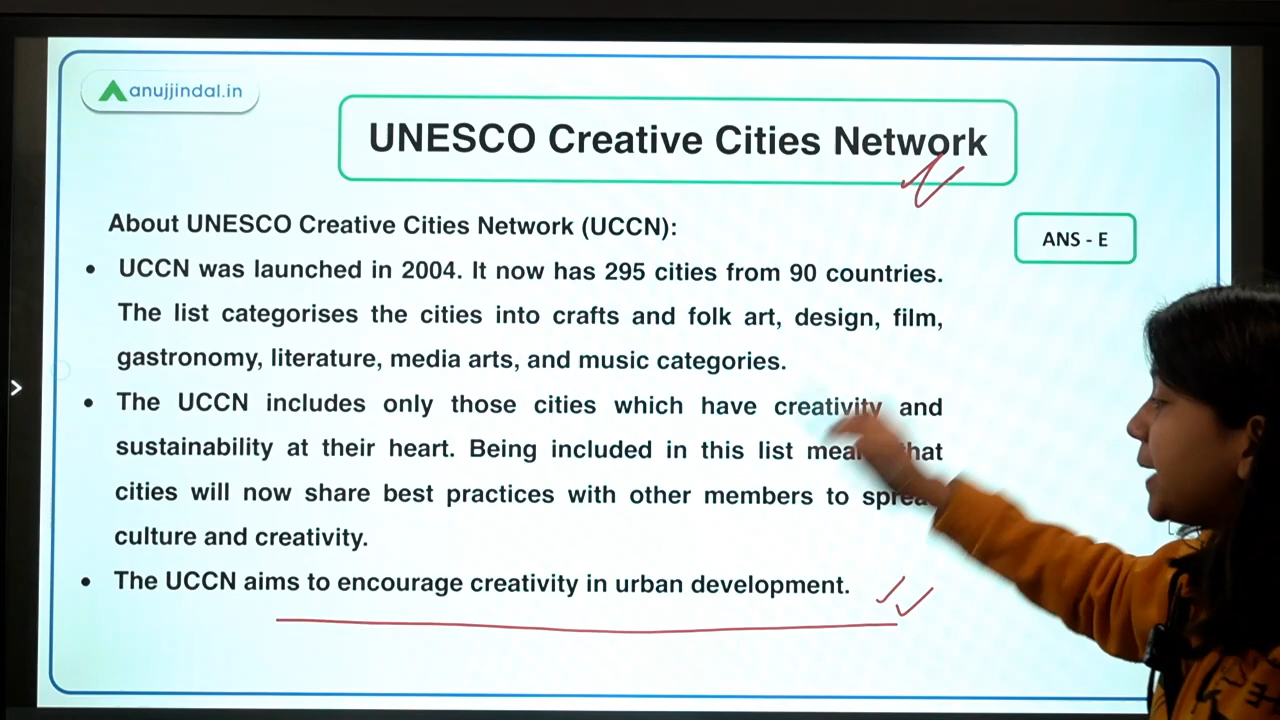 anujjindal.in
UNESCO Creative Cities Network
About UNESCO Creative Cities Network (UCCN):
ANS - E
• UCCN was launched in 2004. It now has 295 cities from 90 countries.
The list categorises the cities into crafts and folk art, design, film,
gastronomy, literature, media arts, and music categories.
• The UCCN includes only those cities which have creativity and
sustainability at their heart. Being included in this list
cities will now share best practices with other members to
culture and creativity.
• The UCCN aims to encourage creativity in urban development.